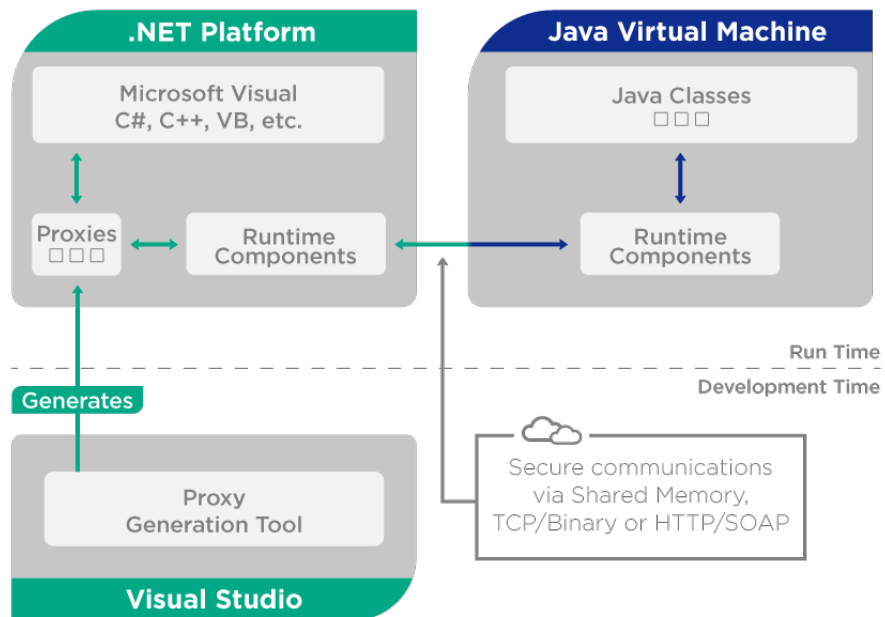 .NET Platform
Microsoft Visual
C#, C++, VB, etc.
Proxies
Runtime
Components
Java Virtual Machine
Java Classes
Runtime
Components
Run Time
Development Time
Generates
Proxy
Generation Tool
Visual Studio
Secure communications
via Shared Memory,
TCP/Binary or HTTP/SOAP